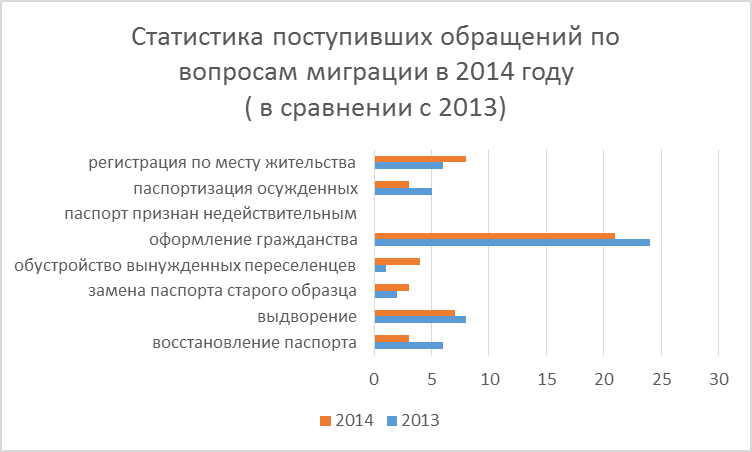 Статистика поступивших обращений по
вопросам миграции в 2014 году
( в сравнении с 2013)
регистрация по месту жительства
паспортизация осужденных
паспорт признан недействительным
оформление гражданства
обустройство вынужденных переселенцев
замена паспорта старого образца
выдворение
восстановление паспорта
0 5 10 15 20 25 30
2014 2013